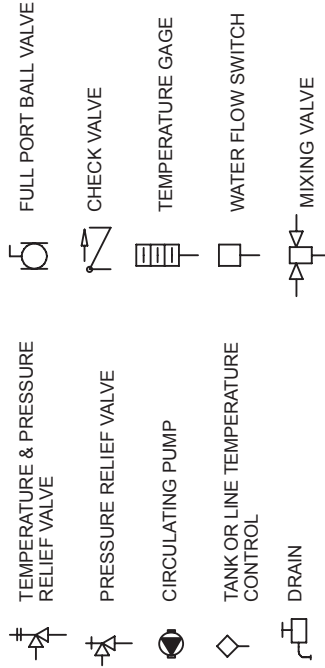 TEMPERATURE & PRESSURE
RELIEF VALVE
PRESSURE RELIEF VALVE
CIRCULATING PUMP
TANK OR LINE TEMPERATURE
CONTROL
DRAIN
FULL PORT BALL VALVE
CHECK VALVE
TEMPERATURE GAGE
WATER FLOW SWITCH
MIXING VALVE